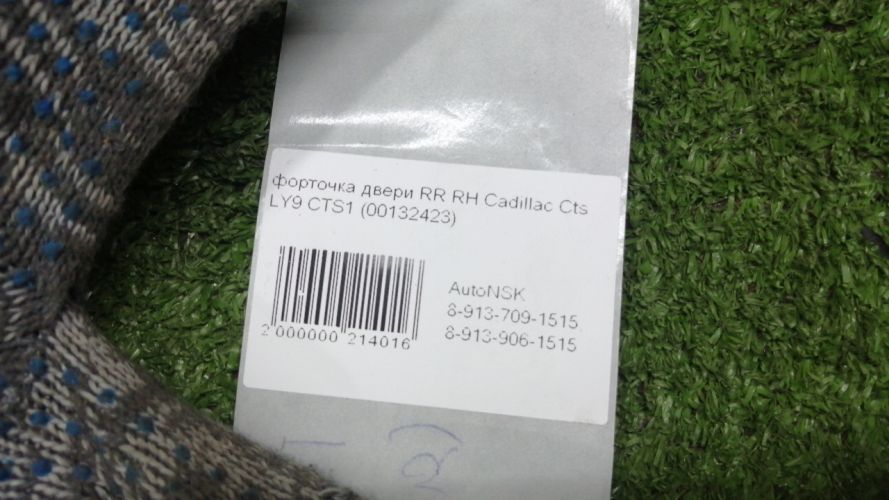 форточка двери RR RH Cadillac Cts
LY9 CTS1 (00132423)
2 000000 214016
AutoNSK
8-913-709-1515
8-913-906-1515